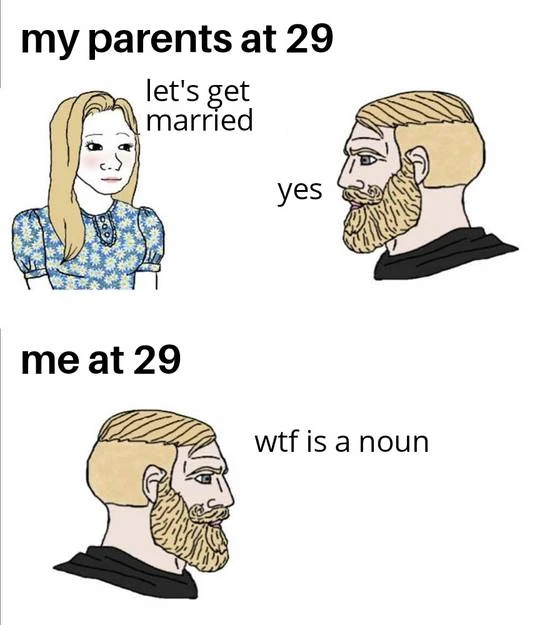 my parents at 29
let's get
married
yes
me at 29
wtf is a noun